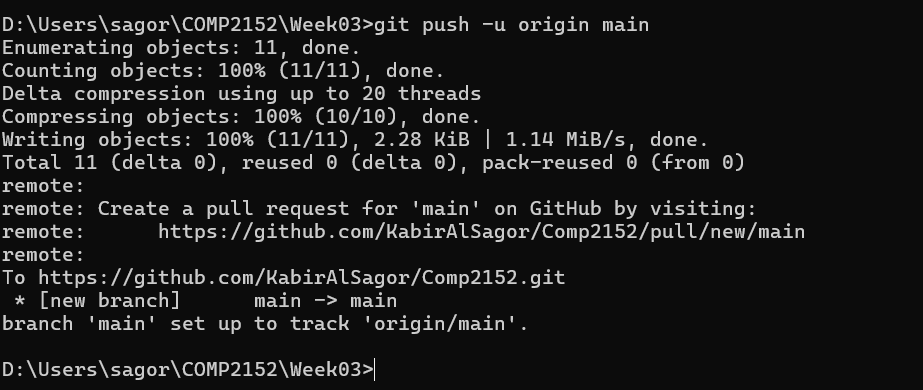 D:\Users\sagor\COMP2152\Week03>git push -u origin main
Enumerating objects: 11, done.
Counting objects: 100% (11/11), done.
Delta compression using up to 20 threads
Compressing objects: 100% (10/10), done.
Writing objects: 100% (11/11), 2.28 KiB | 1.14 MiB/s, done.
Total 11 (delta 0), reused 0 (delta 0), pack-reused 0 (from 0)
remote:
remote: Create a pull request for 'main' on GitHub by visiting:
remote:      https://github.com/KabirAlSagor/Comp2152/pull/new/main
remote:
To https://github.com/KabirAlSagor/Comp2152.git
 * [new branch]      main -> main
branch 'main' set up to track 'origin/main'.
D:\Users\sagor\COMP2152\Week03>